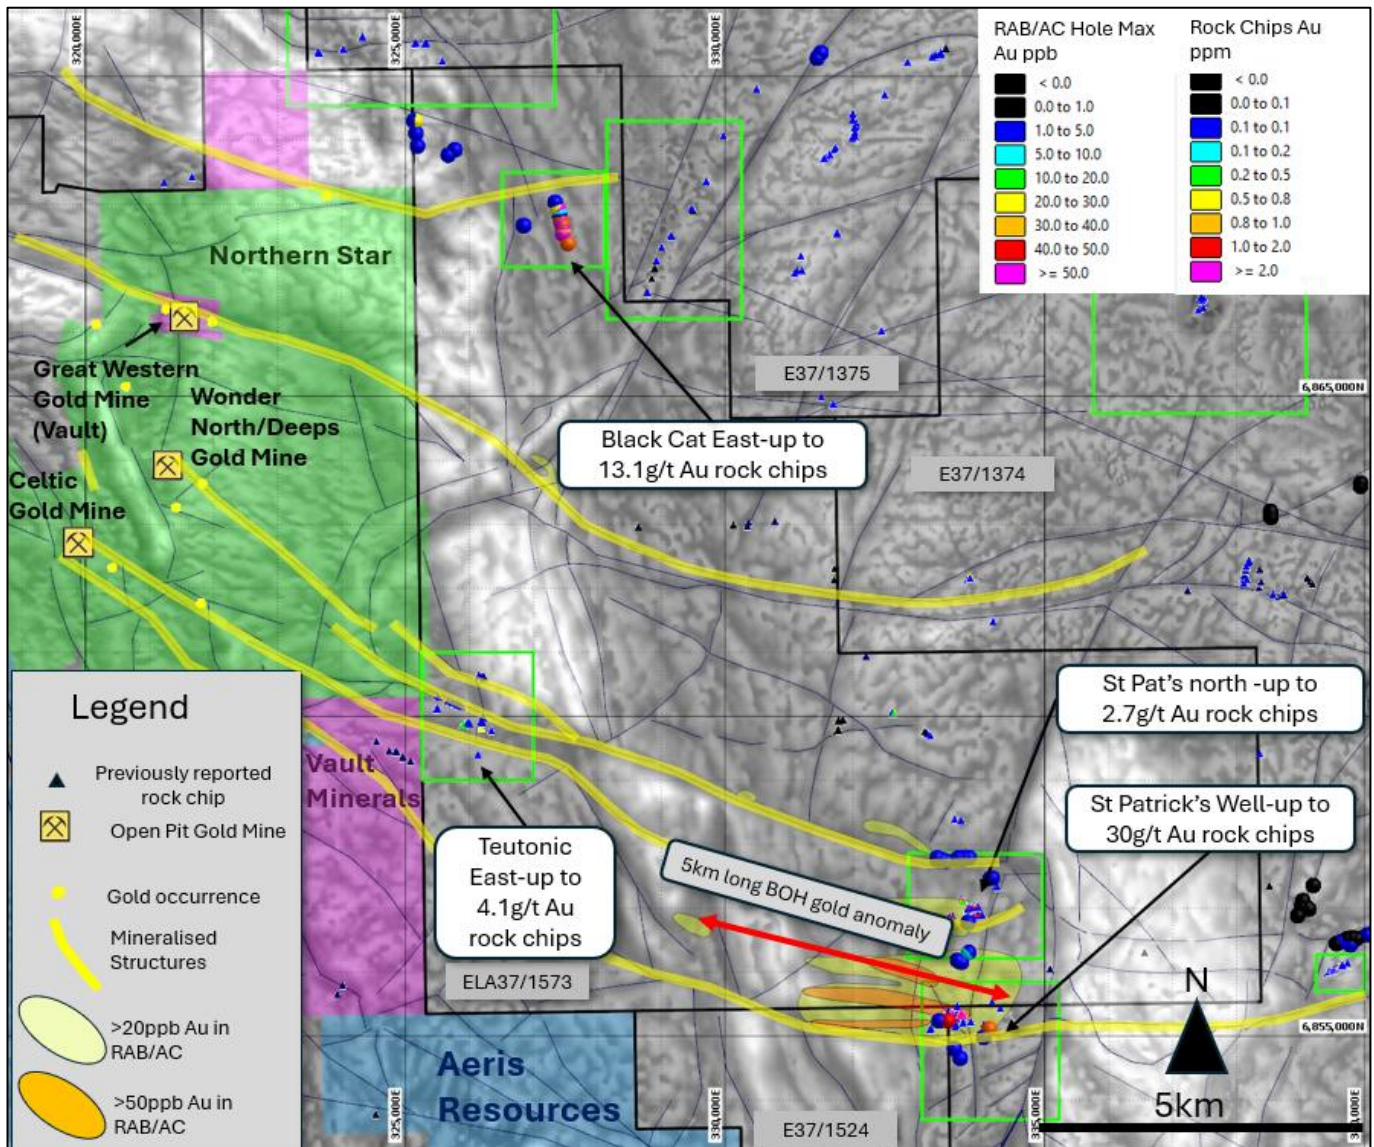 320,000E
325,000E
330,000E
RAB/AC Hole Max
Au ppb
< 0.0
0.0 to 1.0
1.0 to 5.0
5.0 to 10.0
10.0 to 20.0
20.0 to 30.0
30.0 to 40.0
40.0 to 50.0
>= 50.0
Rock Chips Au
ppm
< 0.0
0.0 to 0.1
0.1 to 0.1
0.1 to 0.2
0.2 to 0.5
0.5 to 0.8
0.8 to 1.0
1.0 to 2.0
>= 2.0
Northern Star
Great Western
Gold Mine
(Vault)
Wonder
North/Deeps
Gold Mine
Celtic
Gold Mine
E37/1375
6,865,000N
Black Cat East-up to
13.1g/t Au rock chips
E37/1374
St Pat's north -up to
2.7g/t Au rock chips
St Patrick's Well-up to
30g/t Au rock chips
Vault
Minerals
Teutonic
East-up to
4.1g/t Au
rock chips
5km long BOH gold anomaly
ELA37/1573
Aeris
Resources
E37/1524
6,855,000N
N
5km
325,000E
330,000E
335,000E
Legend
Previously reported
rock chip
Open Pit Gold Mine
Gold occurrence
Mineralised
Structures
>20ppb Au in
RAB/AC
>50ppb Au in
RAB/AC